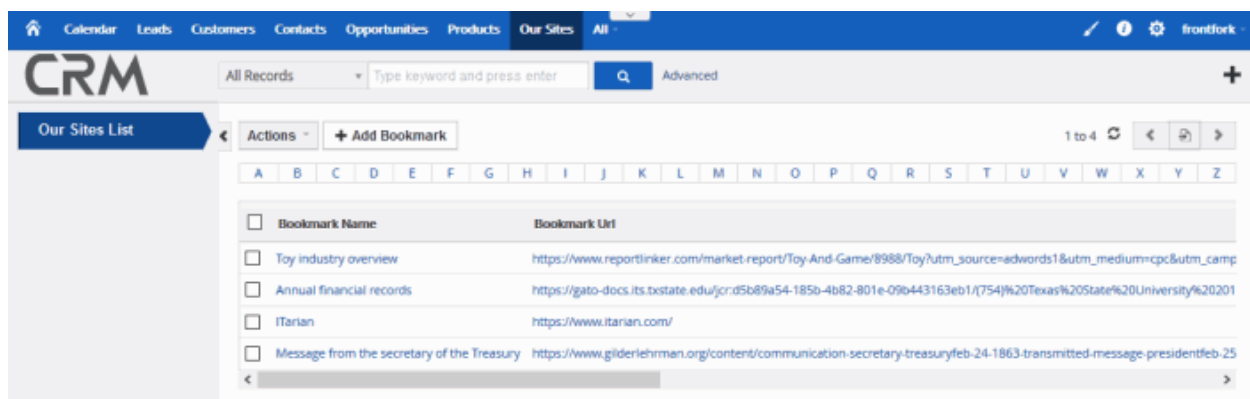 Calendar Leads Customers Contacts Opportunities Products Our Sites All frontfork
CRM All Records Type keyword and press enter Advanced
Our Sites List
Actions + Add Bookmark 1 to 4
A B C D E F G H I J K L M N O P Q R S T U V W X Y Z
Bookmark Name Bookmark Url
Toy industry overview https://www.reportlinker.com/market-report/Toy-And-Game/8988/Toy?utm_source=adwords1&utm_medium=cpc&utm_camp
Annual financial records https://gato-docs.its.txstate.edu/jcr:d5b89a54-185b-4b82-801e-09b443163eb1/(754)%20Texas%20State%20University%20201
ITarian https://www.itarian.com/
Message from the secretary of the Treasury https://www.gilderlehrman.org/content/communication-secretary-treasuryfeb-24-1863-transmitted-message-presidentfeb-25